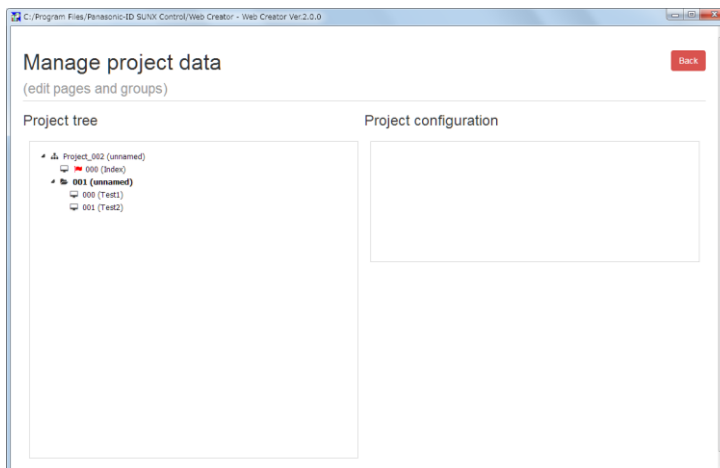 C:/Program Files/Panasonic-ID SUNX Control/Web Creator - Web Creator Ver.2.0.0
Manage project data
Back
(edit pages and groups)
Project tree
Project configuration
Project_002 (unnamed)
000 (Index)
001 (unnamed)
000 (Test1)
001 (Test2)